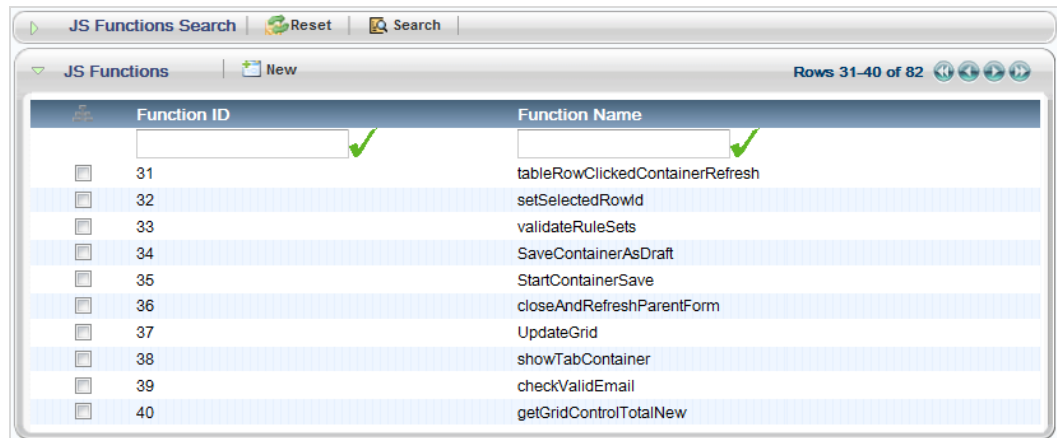 JS Functions Search Reset Search
JS Functions New Rows 31-40 of 82
Function ID Function Name
31 tableRowClickedContainerRefresh
32 setSelectedRowId
33 validateRuleSets
34 SaveContainerAsDraft
35 StartContainerSave
36 closeAndRefreshParentForm
37 UpdateGrid
38 showTabContainer
39 checkValidEmail
40 getGridControlTotalNew